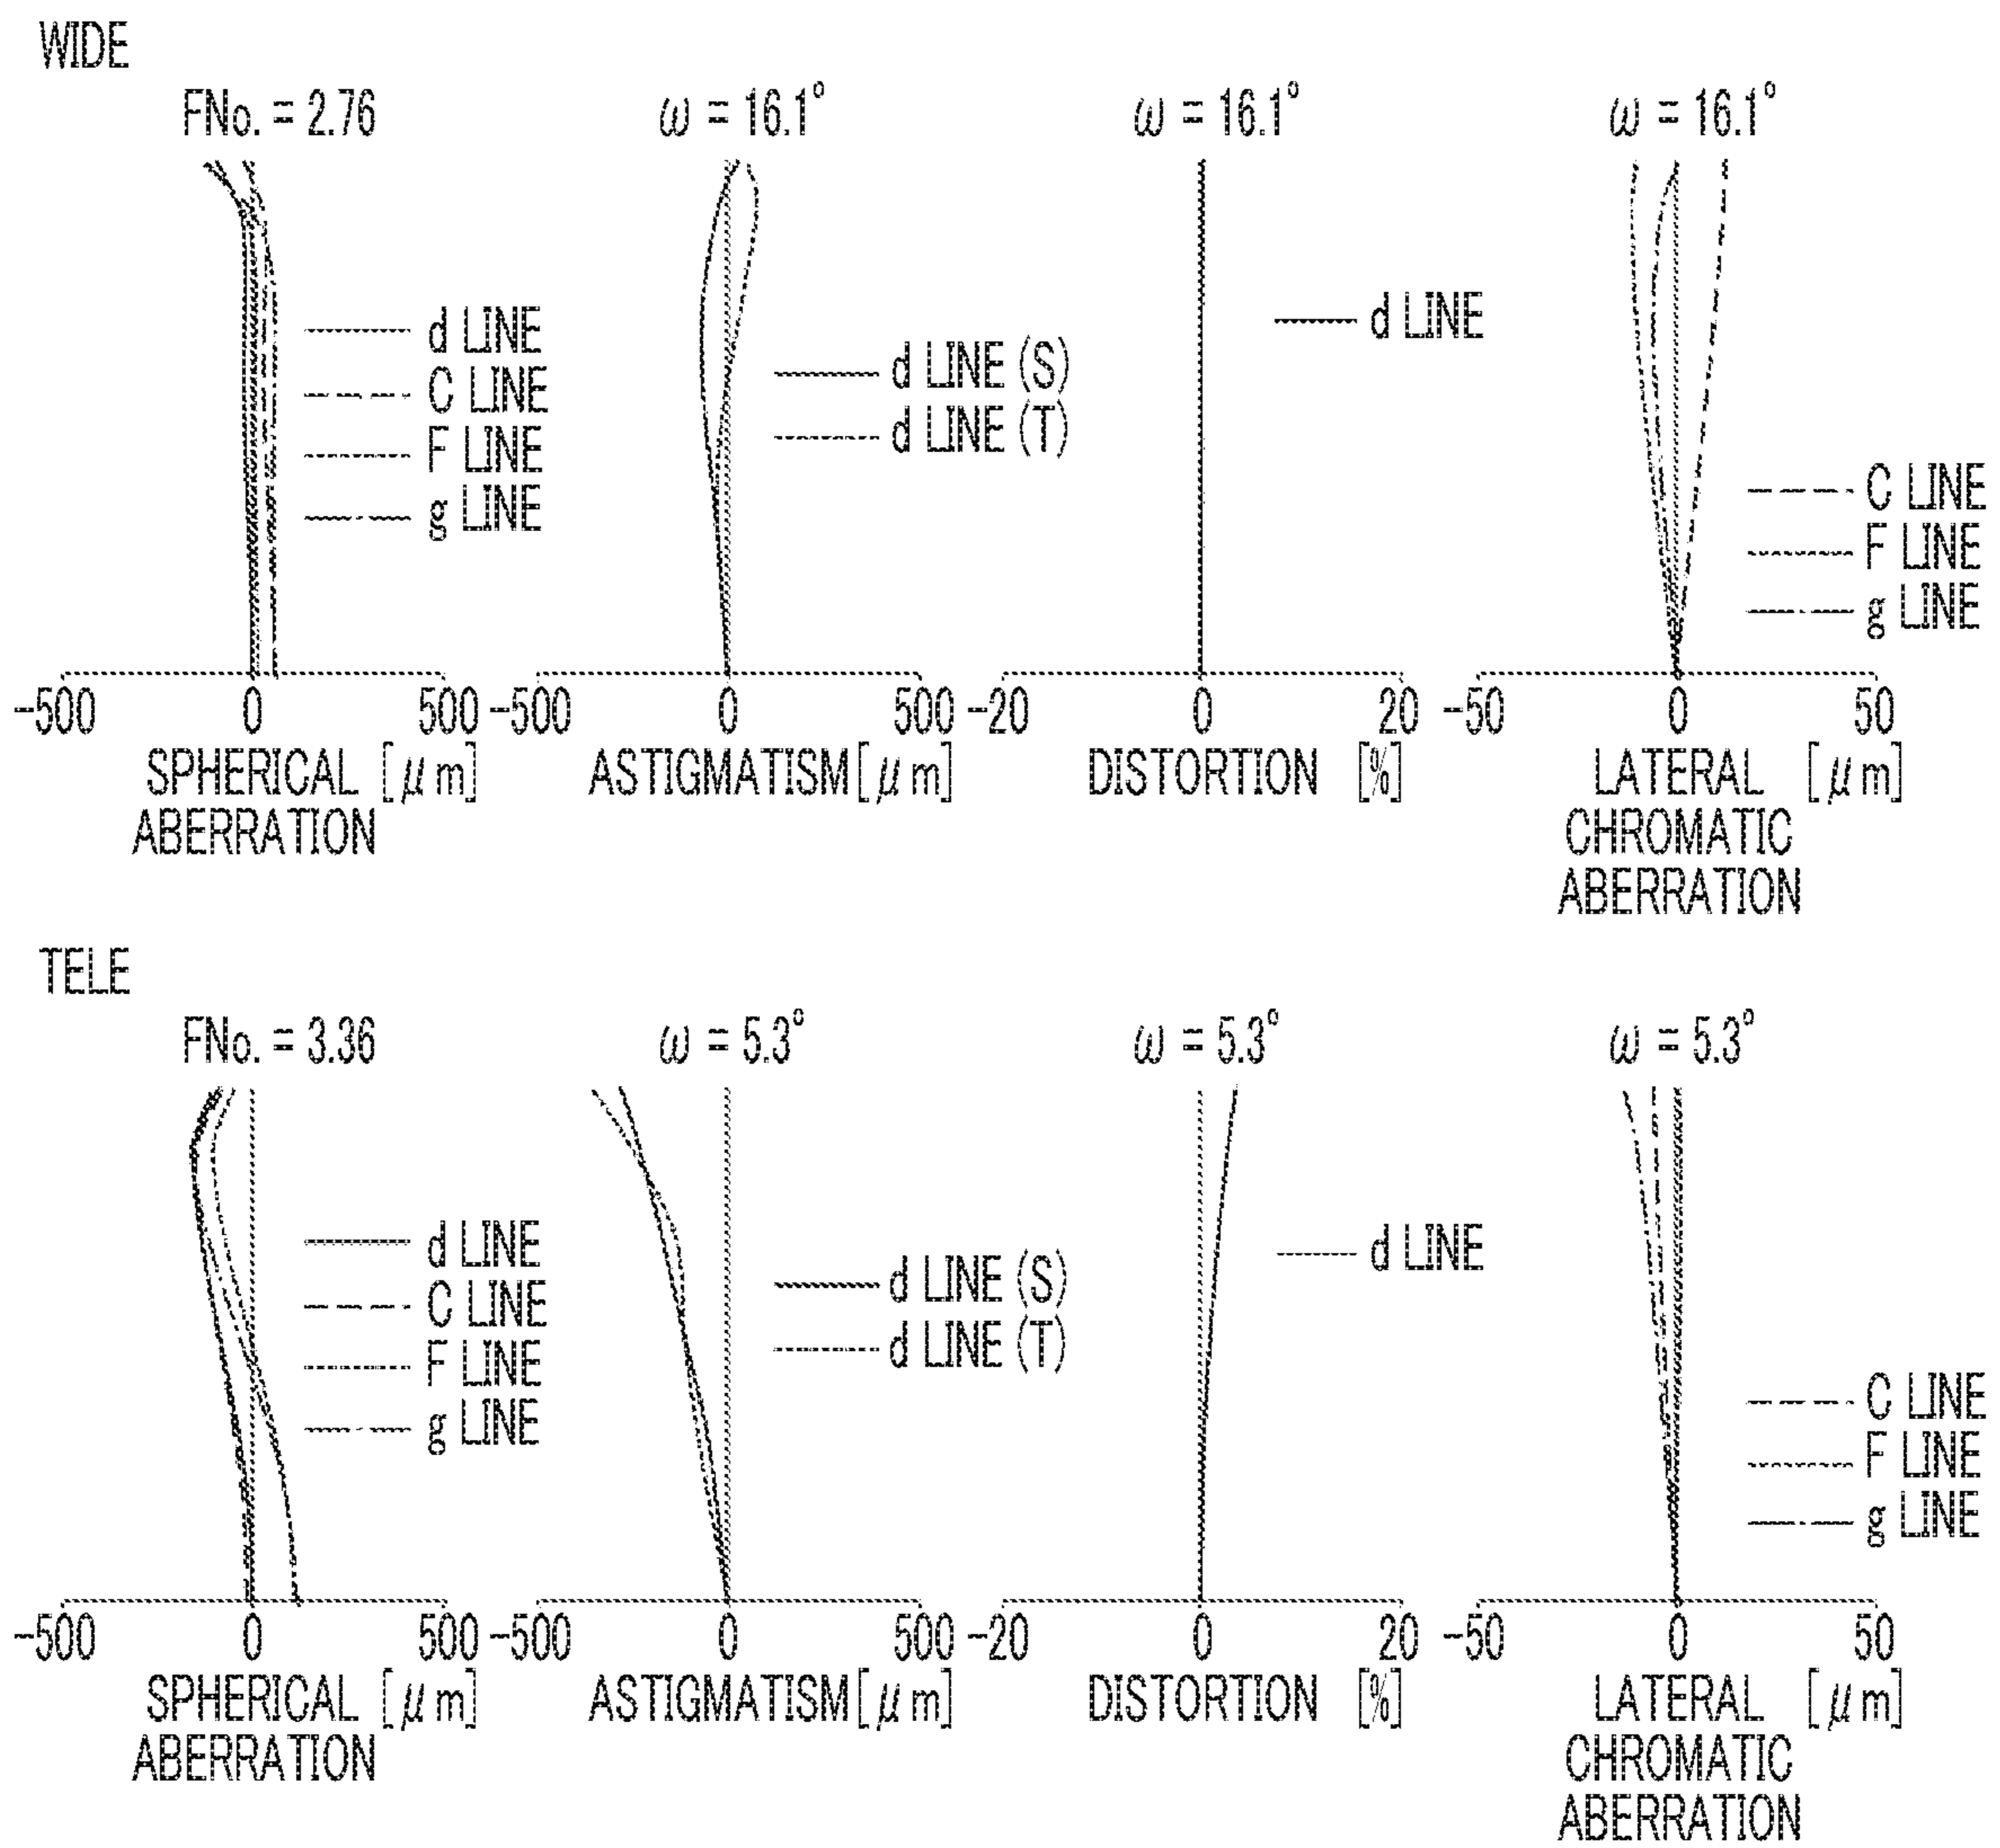 WIDE
FNo. = 2.76
d LINE
C LINE
F LINE
g LINE
-500 0 500
SPHERICAL [μm]
ABERRATION
ω = 16.1°
d LINE (S)
d LINE (T)
-500 0 500
ASTIGMATISM [μm]
ω = 16.1°
d LINE
-20 0 20
DISTORTION [%]
ω = 16.1°
C LINE
F LINE
g LINE
-50 0 50
LATERAL [μm]
CHROMATIC
ABERRATION
TELE
FNo. = 3.36
d LINE
C LINE
F LINE
g LINE
-500 0 500
SPHERICAL [μm]
ABERRATION
ω = 5.3°
d LINE (S)
d LINE (T)
-500 0 500
ASTIGMATISM [μm]
ω = 5.3°
d LINE
-20 0 20
DISTORTION [%]
ω = 5.3°
C LINE
F LINE
g LINE
-50 0 50
LATERAL [μm]
CHROMATIC
ABERRATION